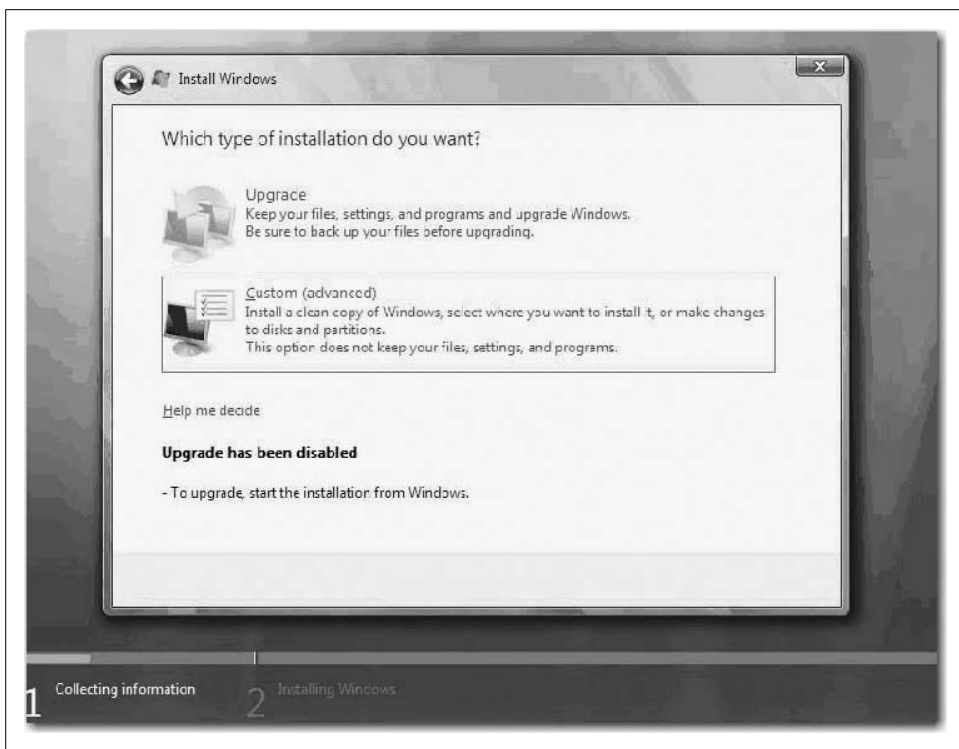 Install Windows
Which type of installation do you want?
Upgrade
Keep your files, settings, and programs and upgrade Windows.
Be sure to back up your files before upgrading.
Custom (advanced)
Install a clean copy of Windows, select where you want to install it, or make changes
to disks and partitions.
This option does not keep your files, settings, and programs.
Help me decide
Upgrade has been disabled
- To upgrade, start the installation from Windows.
1 Collecting information
2 Installing Windows